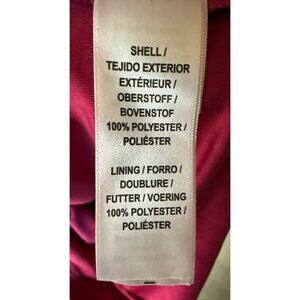 SHELL /
TEJIDO EXTERIOR
EXTÉRIEUR /
OBERSTOFF /
BOVENSTOF
100% POLYESTER /
POLIÉSTER
LINING / FORRO /
DOUBLURE /
FUTTER / VOERING
100% POLYESTER /
POLIÉSTER